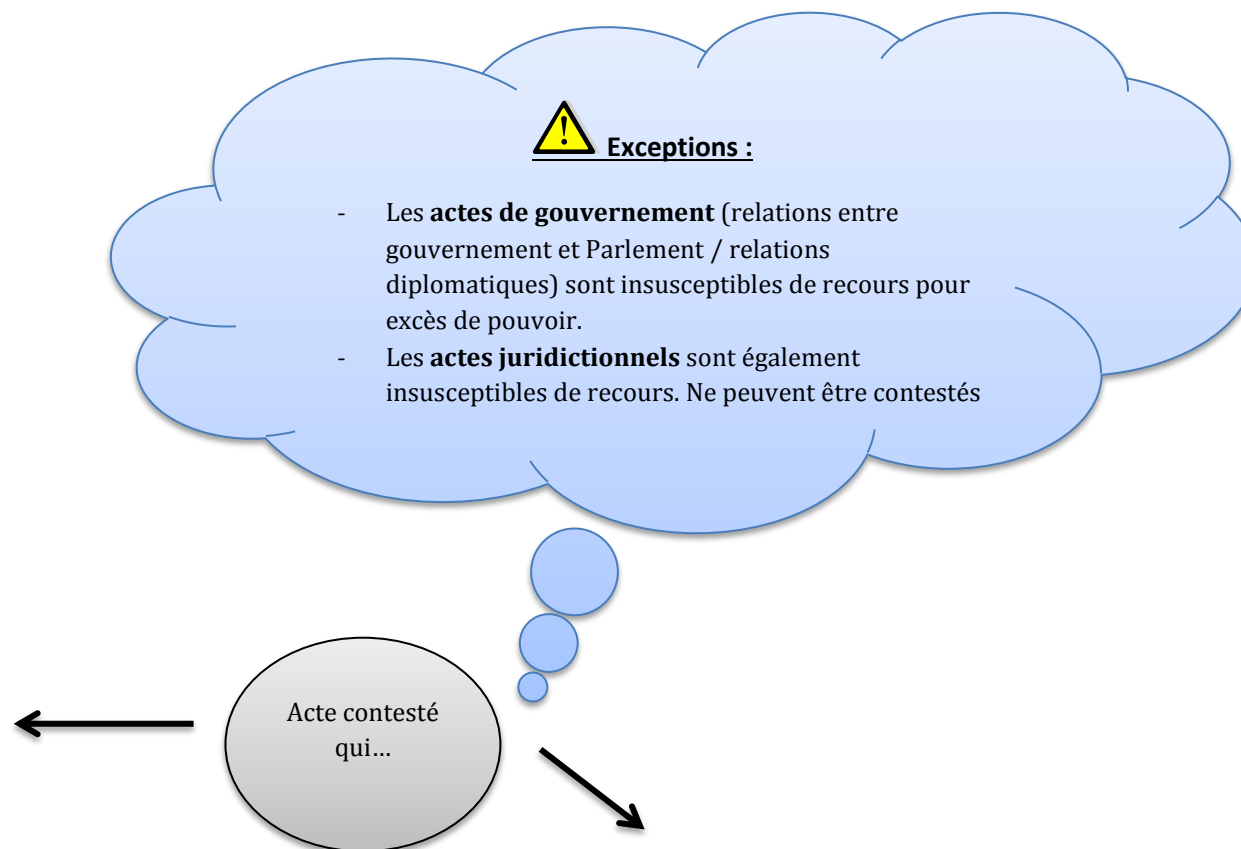 Exceptions :
- Les actes de gouvernement (relations entre
gouvernement et Parlement / relations
diplomatiques) sont insusceptibles de recours pour
excès de pouvoir.
- Les actes juridictionnels sont également
insusceptibles de recours. Ne peuvent être contestés
Acte contesté
qui…